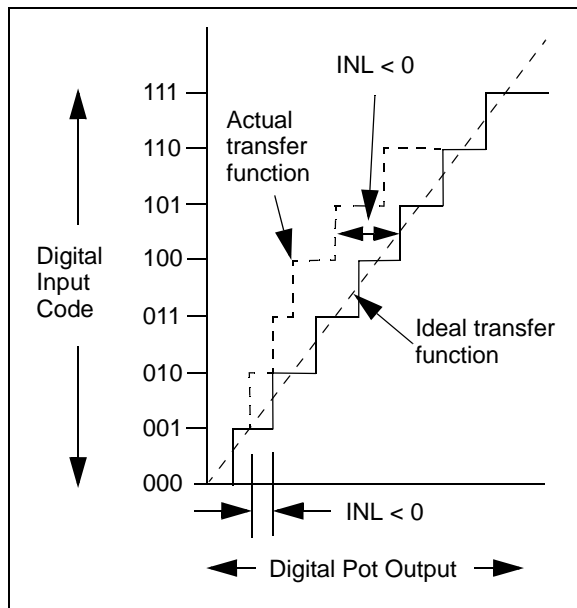 INL < 0
111
Actual
transfer
function
110
101
100
Digital
Input
Code
011
Ideal transfer
function
010
001
000
INL < 0
Digital Pot Output